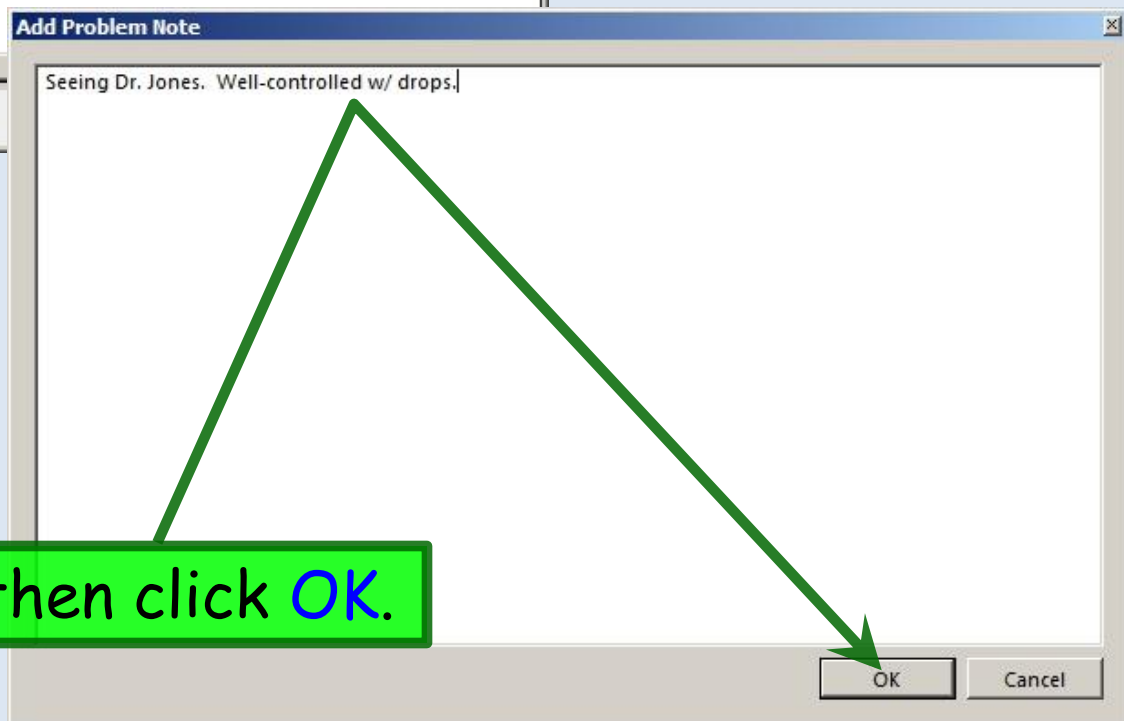 Add Problem Note
Seeing Dr. Jones.  Well-controlled w/ drops.
then click OK.
OK
Cancel